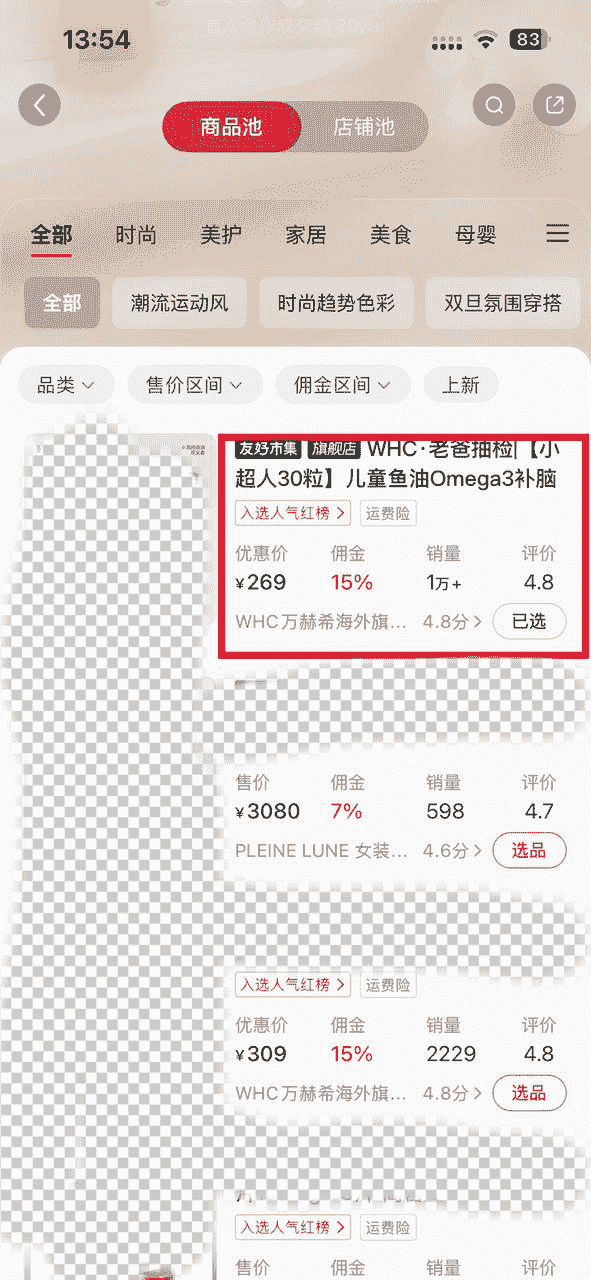 13:54
83
商品池 店铺池
全部 时尚 美护 家居 美食 母婴
全部 潮流运动风 时尚趋势色彩 双旦氛围穿搭
品类 售价区间 佣金区间 上新
友好市集 旗舰店 WHC·老爸抽检|【小
超人30粒】儿童鱼油Omega3补脑
入选人气红榜 运费险
优惠价 佣金 销量 评价
¥269 15% 1万+ 4.8
WHC万赫希海外旗... 4.8分 已选
售价 佣金 销量 评价
¥3080 7% 598 4.7
PLEINE LUNE 女装... 4.6分 选品
入选人气红榜 运费险
优惠价 佣金 销量 评价
¥309 15% 2229 4.8
WHC万赫希海外旗... 4.8分 选品
入选人气红榜 运费险
售价 佣金 销量 评价